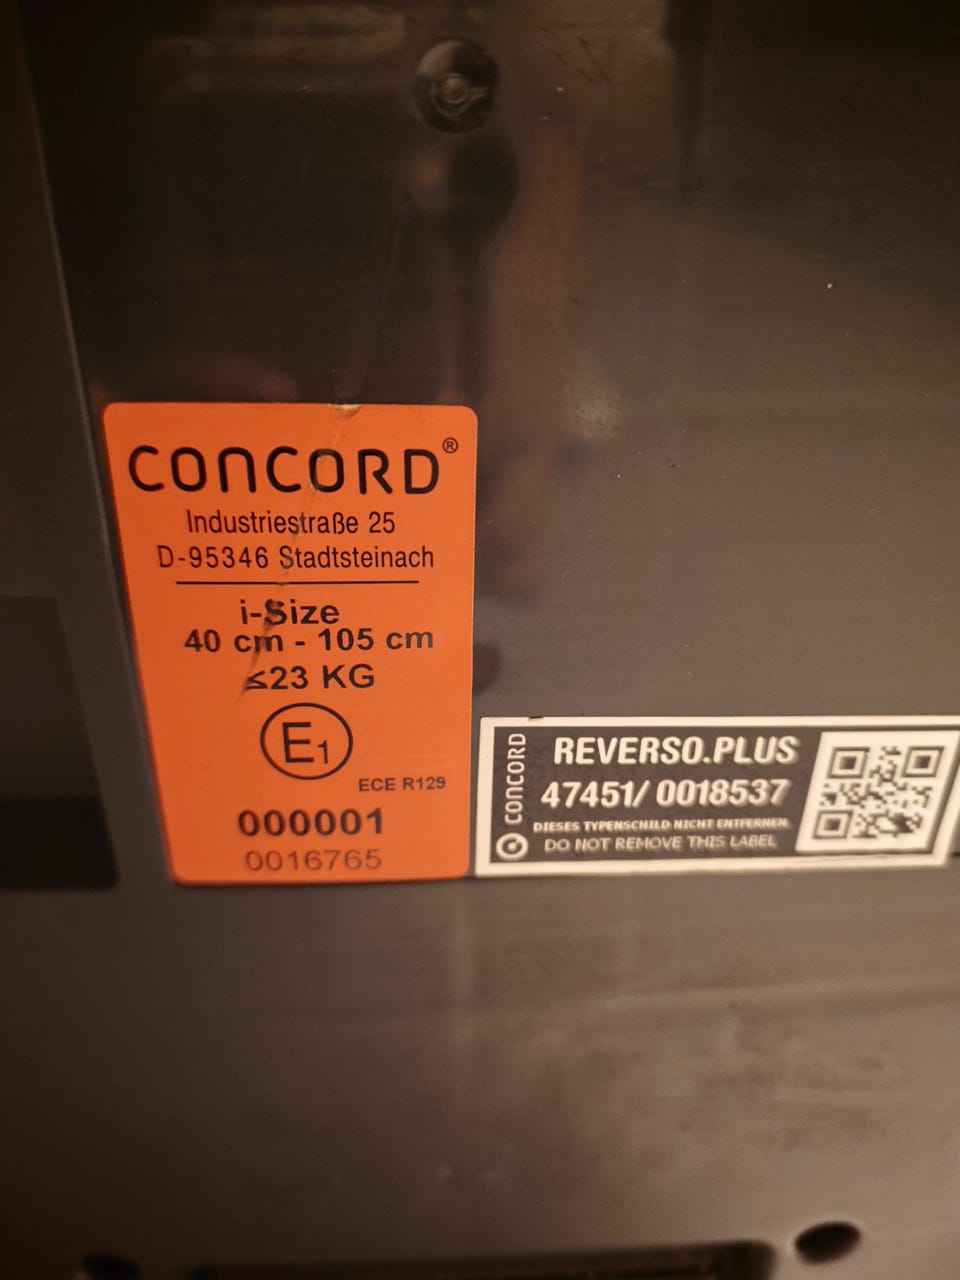 CONCORD®
Industriestraße 25
D-95346 Stadtsteinach
i-Size
40 cm - 105 cm
≤23 KG
E1
ECE R129
000001
0016765
CONCORD
REVERSO.PLUS
47451/ 0018537
DIESES TYPENSCHILD NICHT ENTFERNEN
DO NOT REMOVE THIS LABEL